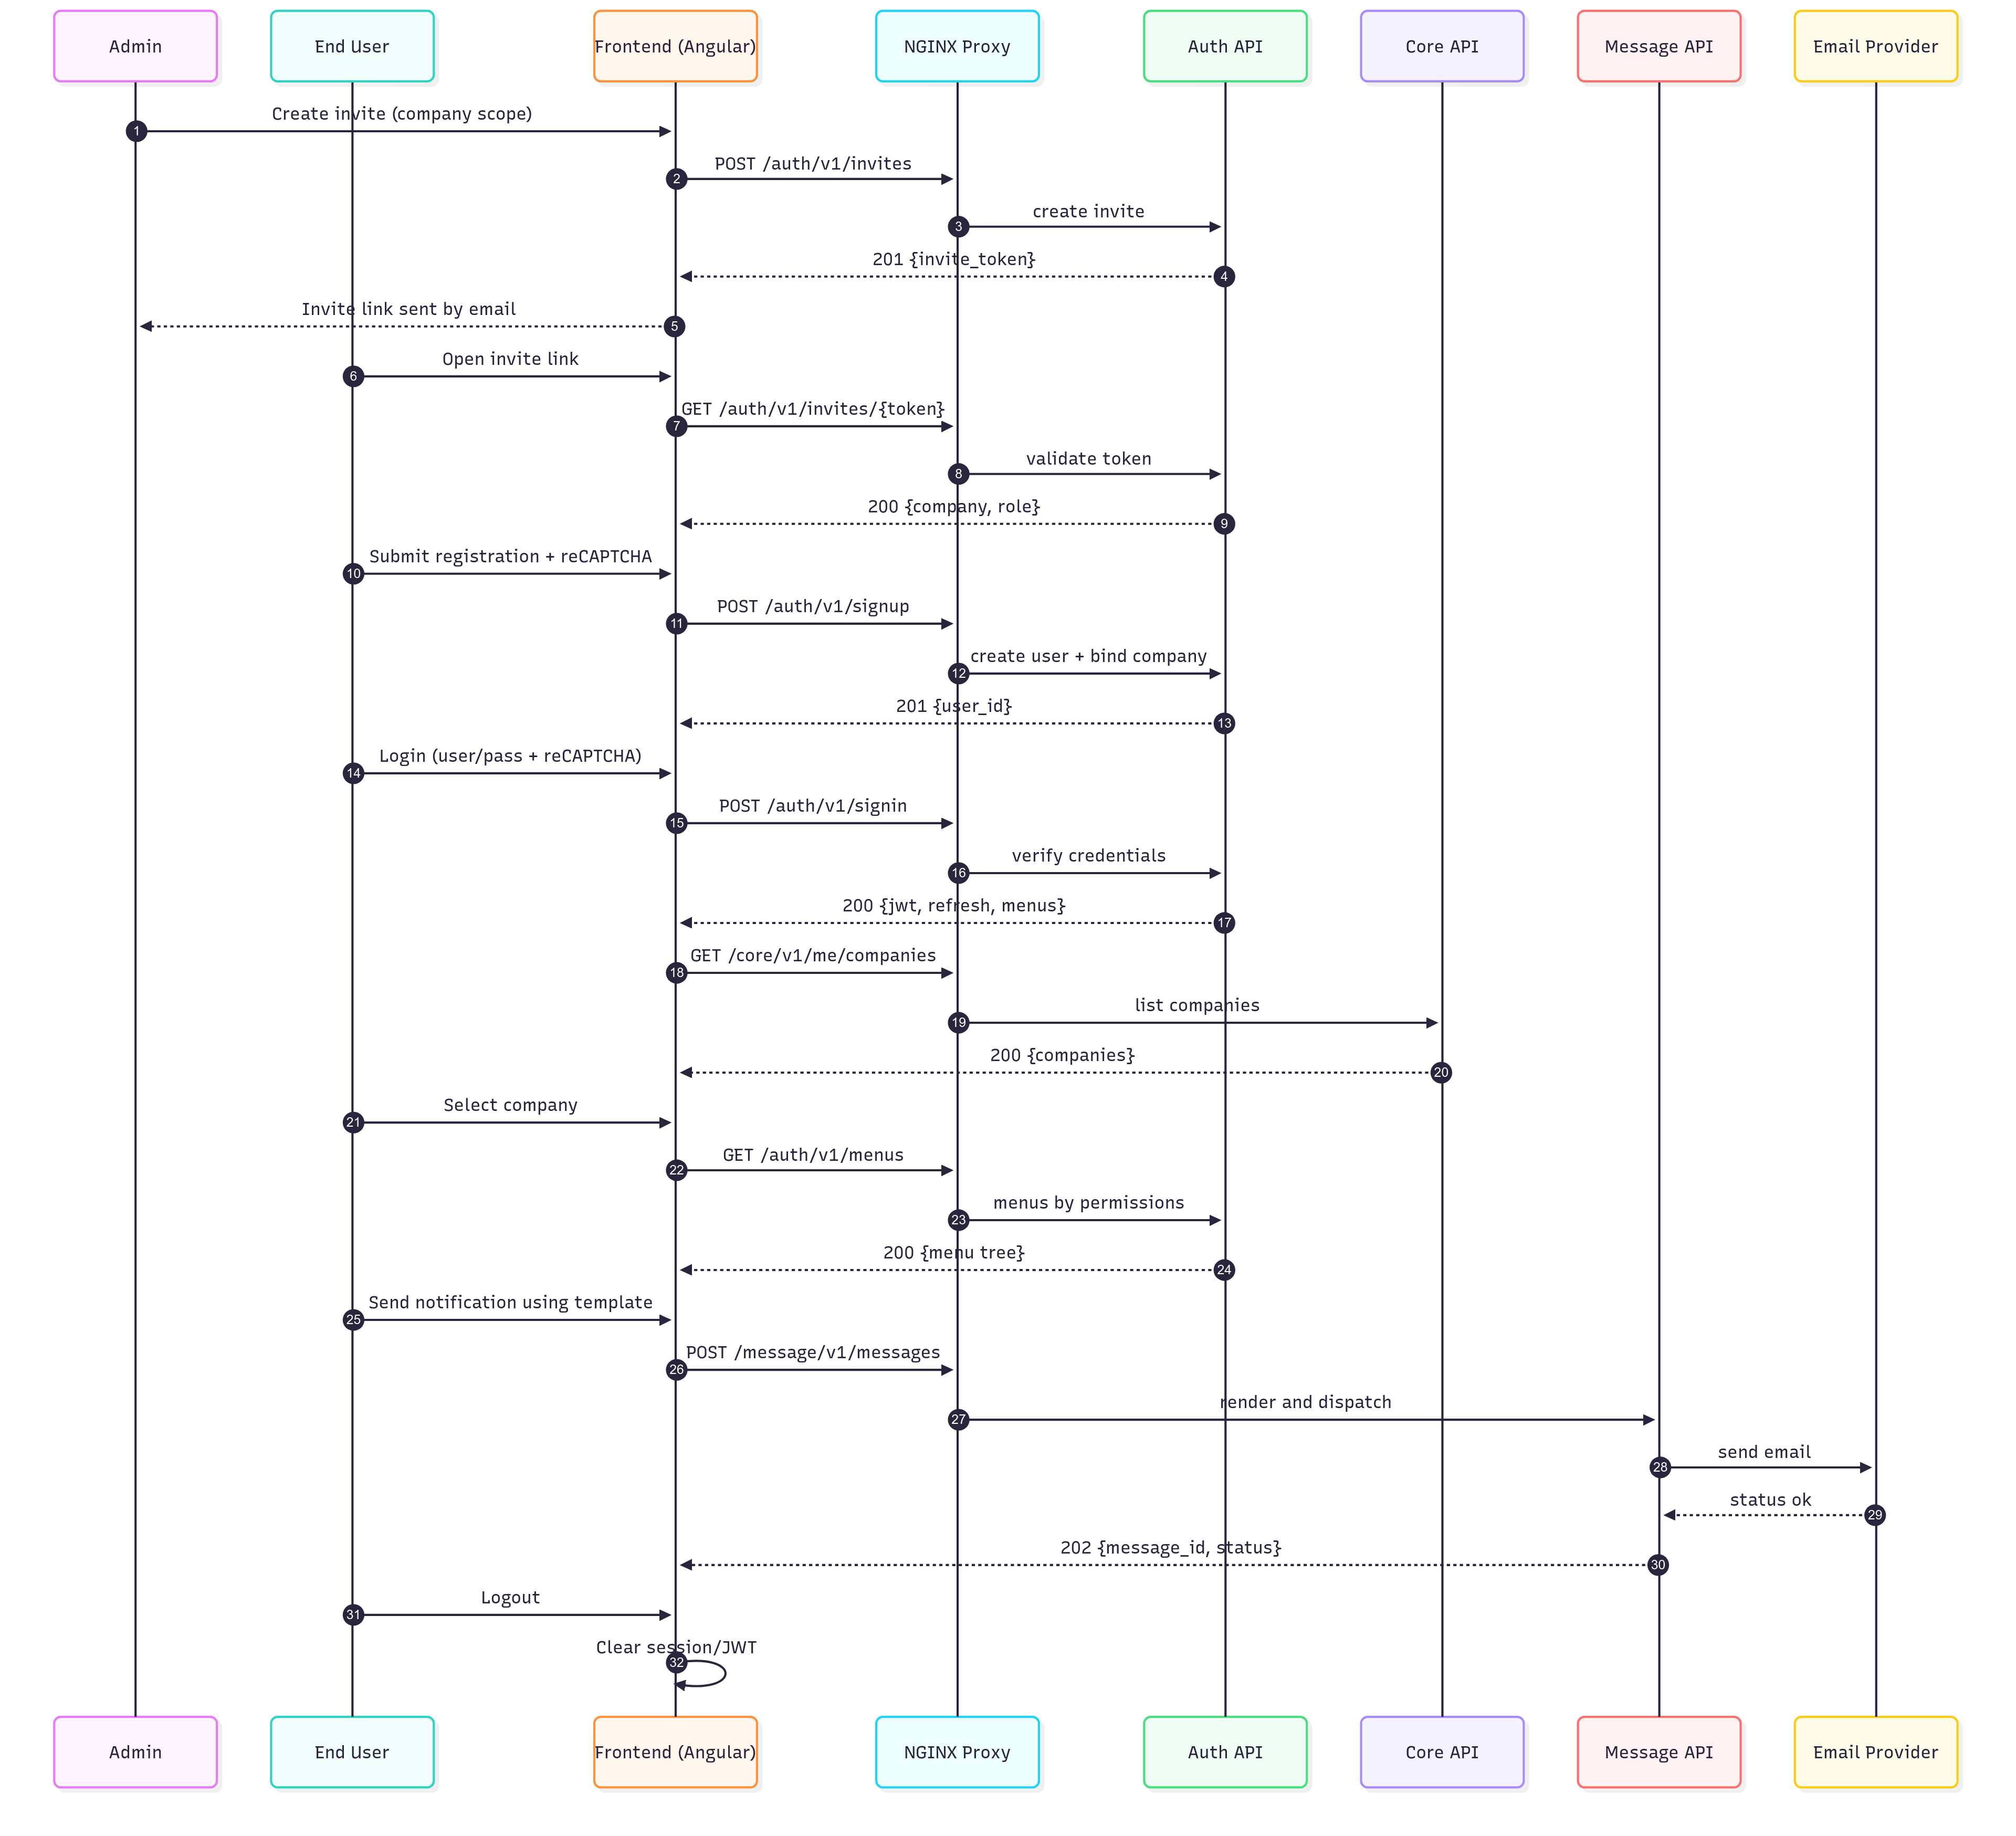 Admin
End User
Frontend (Angular)
NGINX Proxy
Auth API
Core API
Message API
Email Provider
Create invite (company scope)
1
POST /auth/v1/invites
2
create invite
3
201 {invite_token}
4
Invite link sent by email
5
Open invite link
6
GET /auth/v1/invites/{token}
7
validate token
8
200 {company, role}
9
Submit registration + reCAPTCHA
10
POST /auth/v1/signup
11
create user + bind company
12
201 {user_id}
13
Login (user/pass + reCAPTCHA)
14
POST /auth/v1/signin
15
verify credentials
16
200 {jwt, refresh, menus}
17
GET /core/v1/me/companies
18
list companies
19
200 {companies}
20
Select company
21
GET /auth/v1/menus
22
menus by permissions
23
200 {menu tree}
24
Send notification using template
25
POST /message/v1/messages
26
render and dispatch
27
send email
28
status ok
29
202 {message_id, status}
30
Logout
31
Clear session/JWT
32
Admin
End User
Frontend (Angular)
NGINX Proxy
Auth API
Core API
Message API
Email Provider